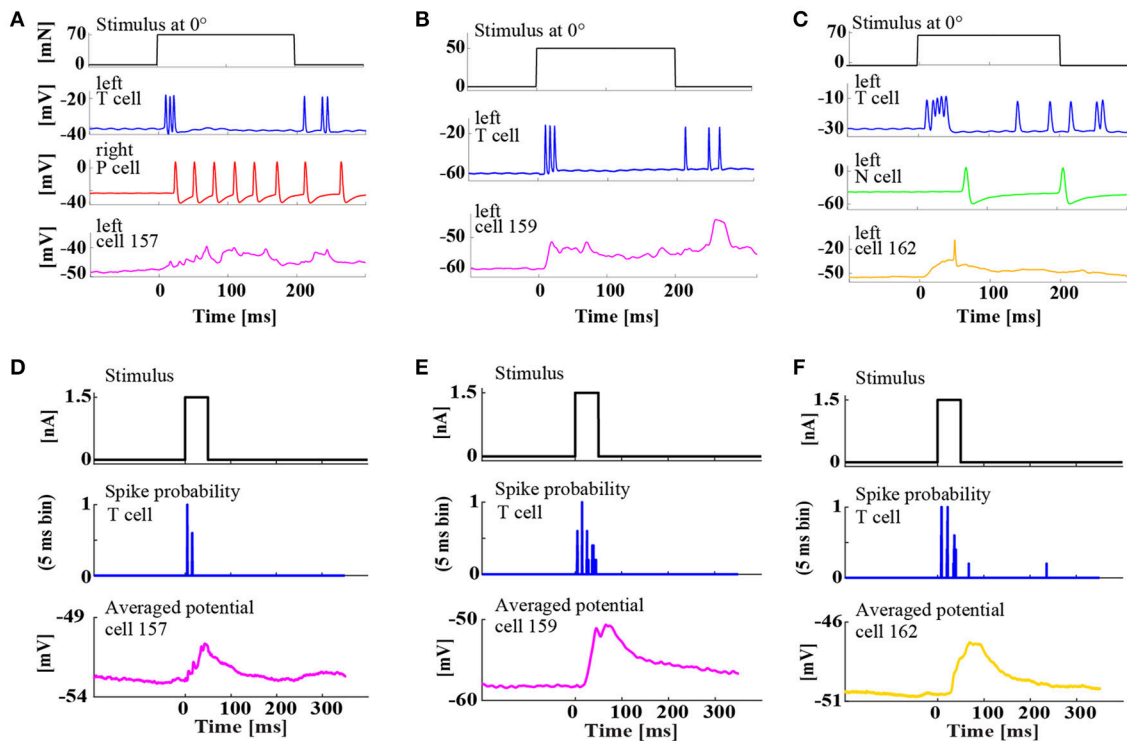 A
Stimulus at 0°
[mN]
70
0
left
T cell
[mV]
-20
-40
right
P cell
[mV]
0
-40
left
cell 157
[mV]
-40
-50
0 100 200
Time [ms]
B
Stimulus at 0°
50
0
left
T cell
-20
-60
left
cell 159
-50
-60
0 100 200
Time [ms]
C
Stimulus at 0°
70
0
left
T cell
-10
-30
left
N cell
0
-60
left
cell 162
-20
-50
0 100 200
Time [ms]
D
Stimulus
[nA]
1.5
0
Spike probability
T cell
(5 ms bin)
1
0
Averaged potential
cell 157
[mV]
-49
-54
0 100 200 300
Time [ms]
E
Stimulus
[nA]
1.5
0
Spike probability
T cell
(5 ms bin)
1
0
Averaged potential
cell 159
[mV]
-50
-60
0 100 200 300
Time [ms]
F
Stimulus
[nA]
1.5
0
Spike probability
T cell
(5 ms bin)
1
0
Averaged potential
cell 162
[mV]
-46
-51
0 100 200 300
Time [ms]